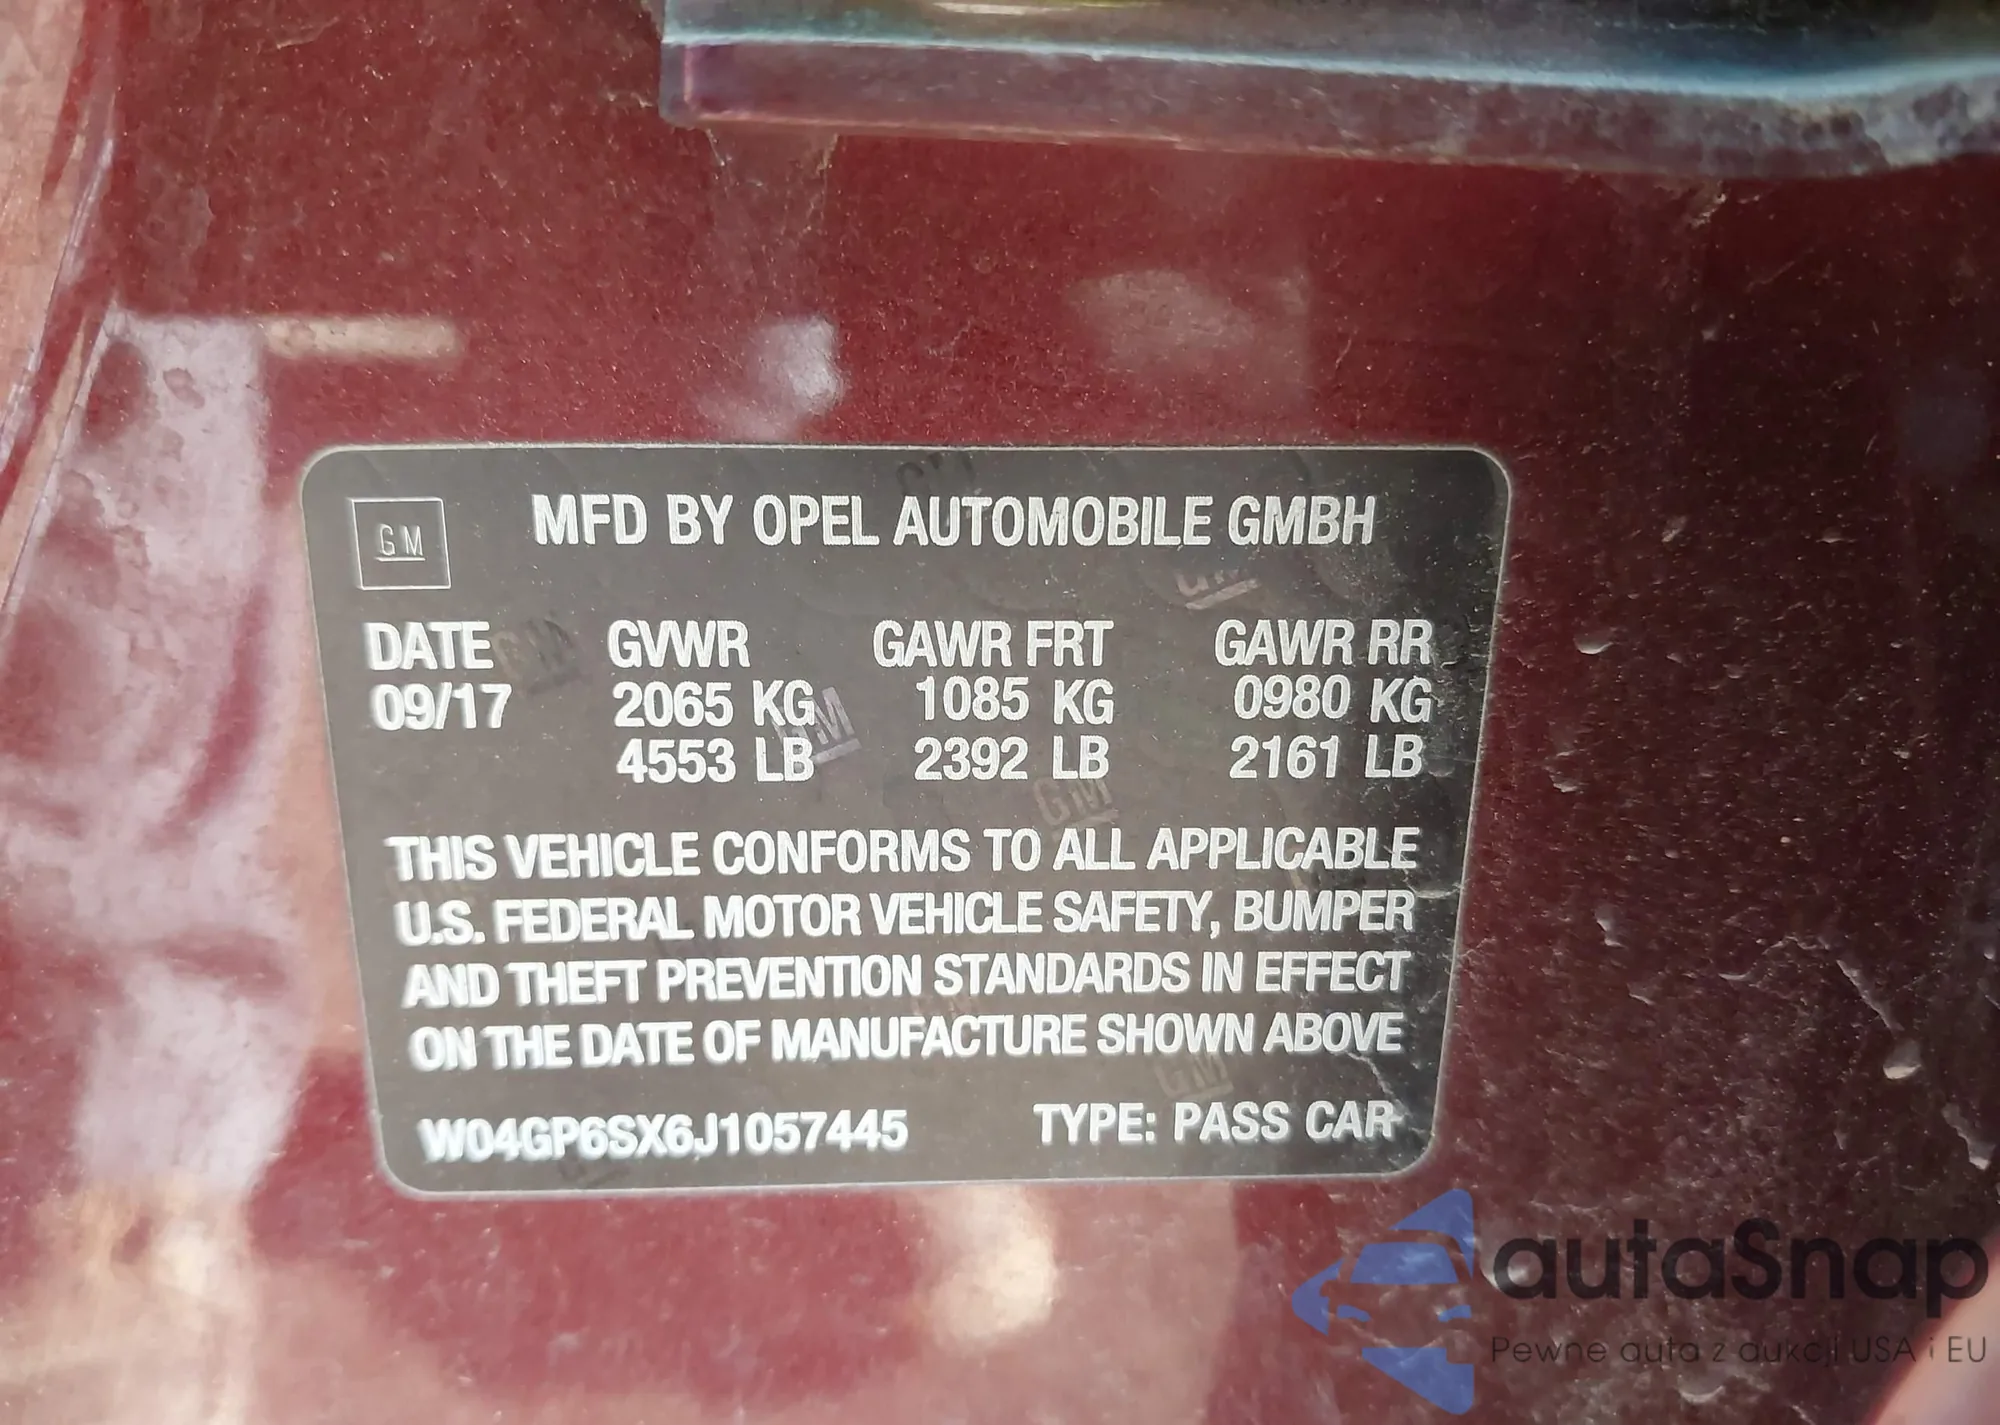 GM
MFD BY OPEL AUTOMOBILE GMBH
DATE GVWR GAWR FRT GAWR RR
09/17 2065 KG 1085 KG 0980 KG
4553 LB 2392 LB 2161 LB
THIS VEHICLE CONFORMS TO ALL APPLICABLE
U.S. FEDERAL MOTOR VEHICLE SAFETY, BUMPER
AND THEFT PREVENTION STANDARDS IN EFFECT
ON THE DATE OF MANUFACTURE SHOWN ABOVE
W04GP6SX6J1057445 TYPE: PASS CAR
autaSnap
Pewne auta z aukcji USA i EU